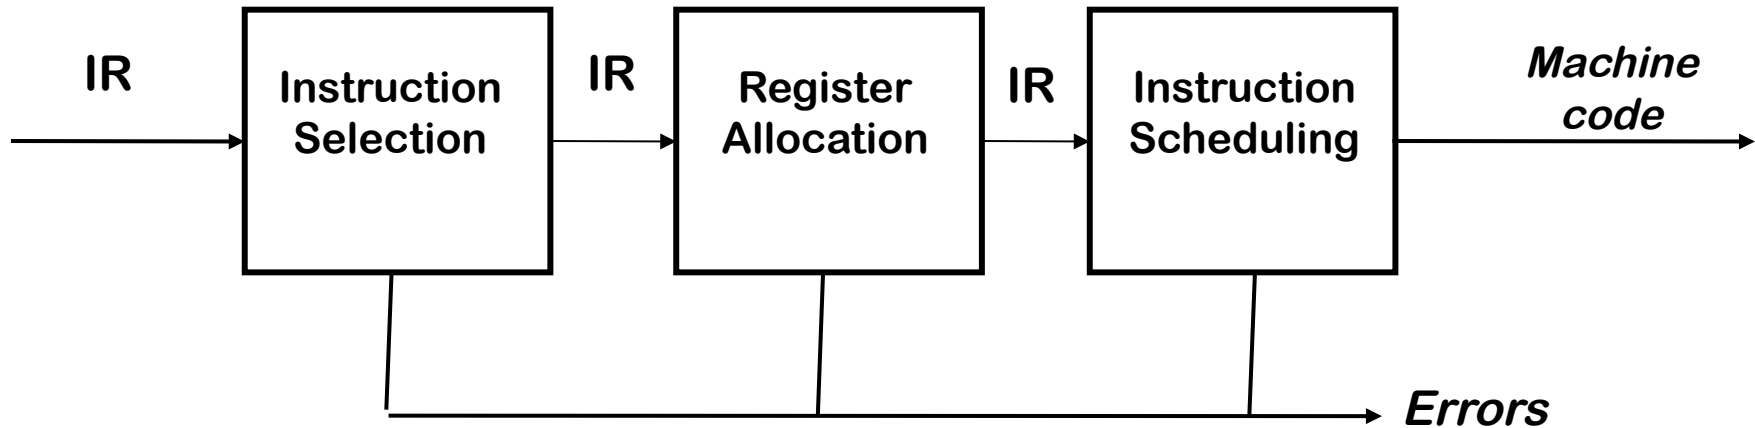 IR
Instruction
Selection
IR
Register
Allocation
IR
Instruction
Scheduling
Machine
code
Errors